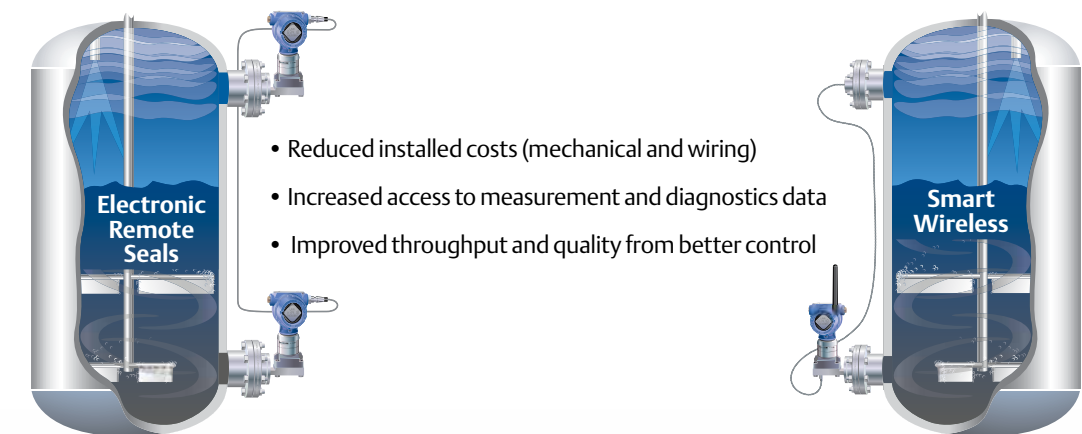 • Reduced installed costs (mechanical and wiring)
• Increased access to measurement and diagnostics data
• Improved throughput and quality from better control
Electronic
Remote
Seals
Smart
Wireless